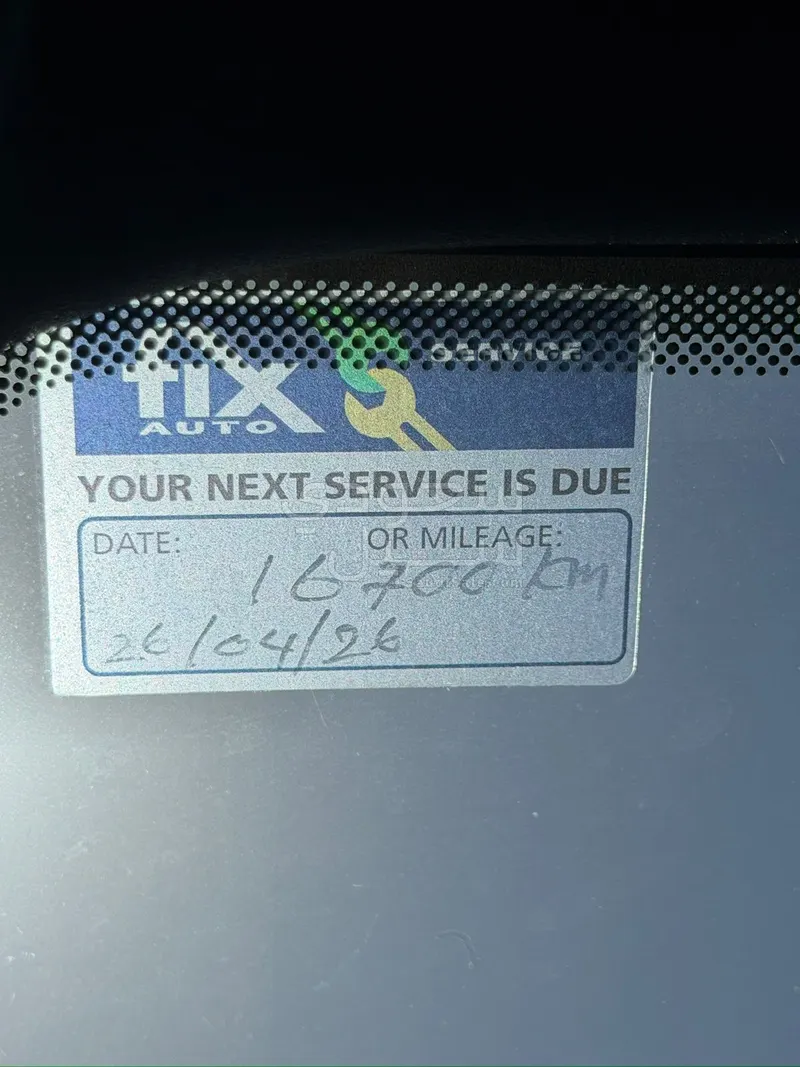 TIX
AUTO
SERVICE
YOUR NEXT SERVICE IS DUE
DATE:
OR MILEAGE:
16700 km
26/04/26